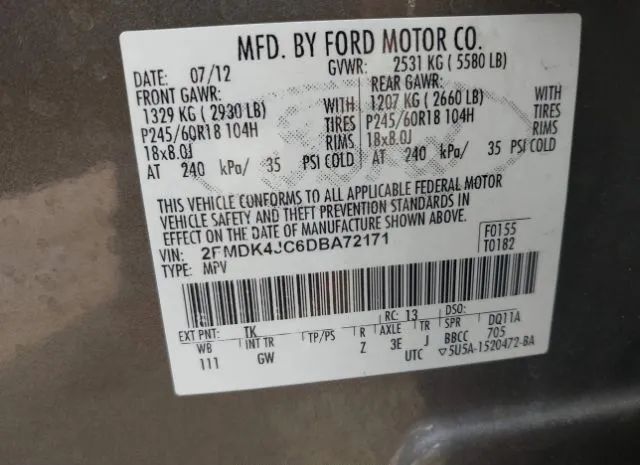 MFD. BY FORD MOTOR CO.
DATE: 07/12 GVWR: 2531 KG ( 5580 LB)
FRONT GAWR: REAR GAWR:
1329 KG ( 2930 LB) WITH 1207 KG ( 2660 LB) WITH
P245/60R18 104H TIRES P245/60R18 104H TIRES
18x8.0J RIMS 18x8.0J RIMS
AT 240 kPa/ 35 PSI COLD AT 240 kPa/ 35 PSI COLD
THIS VEHICLE CONFORMS TO ALL APPLICABLE FEDERAL MOTOR
VEHICLE SAFETY AND THEFT PREVENTION STANDARDS IN
EFFECT ON THE DATE OF MANUFACTURE SHOWN ABOVE.
VIN: 2FMDK4JC6DBA72171 F0155
TYPE: MPV T0182
EXT PNT: TK RC: 13 DSO:
WB INT TR TP/PS R AXLE TR SPR DQ11A
111 GW Z 3E J BBCC 705
UTC ▽5U5A-1520472-BA